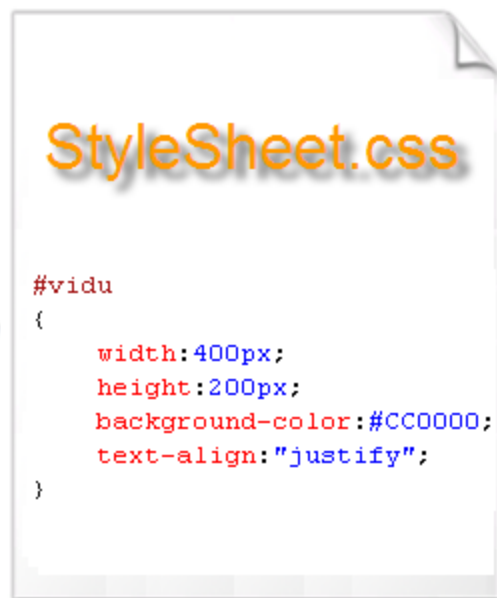 StyleSheet.css
#vidu
{
width:400px;
height:200px;
background-color:#CC0000;
text-align:"justify";
}